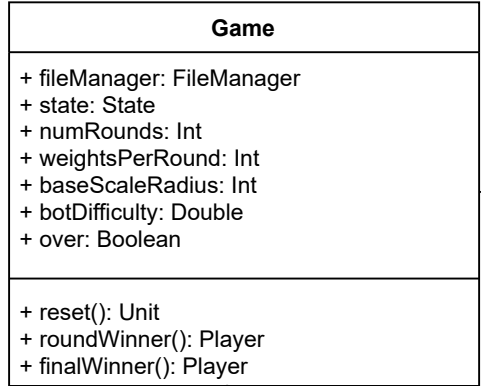 Game
+ fileManager: FileManager
+ state: State
+ numRounds: Int
+ weightsPerRound: Int
+ baseScaleRadius: Int
+ botDifficulty: Double
+ over: Boolean
+ reset(): Unit
+ roundWinner(): Player
+ finalWinner(): Player